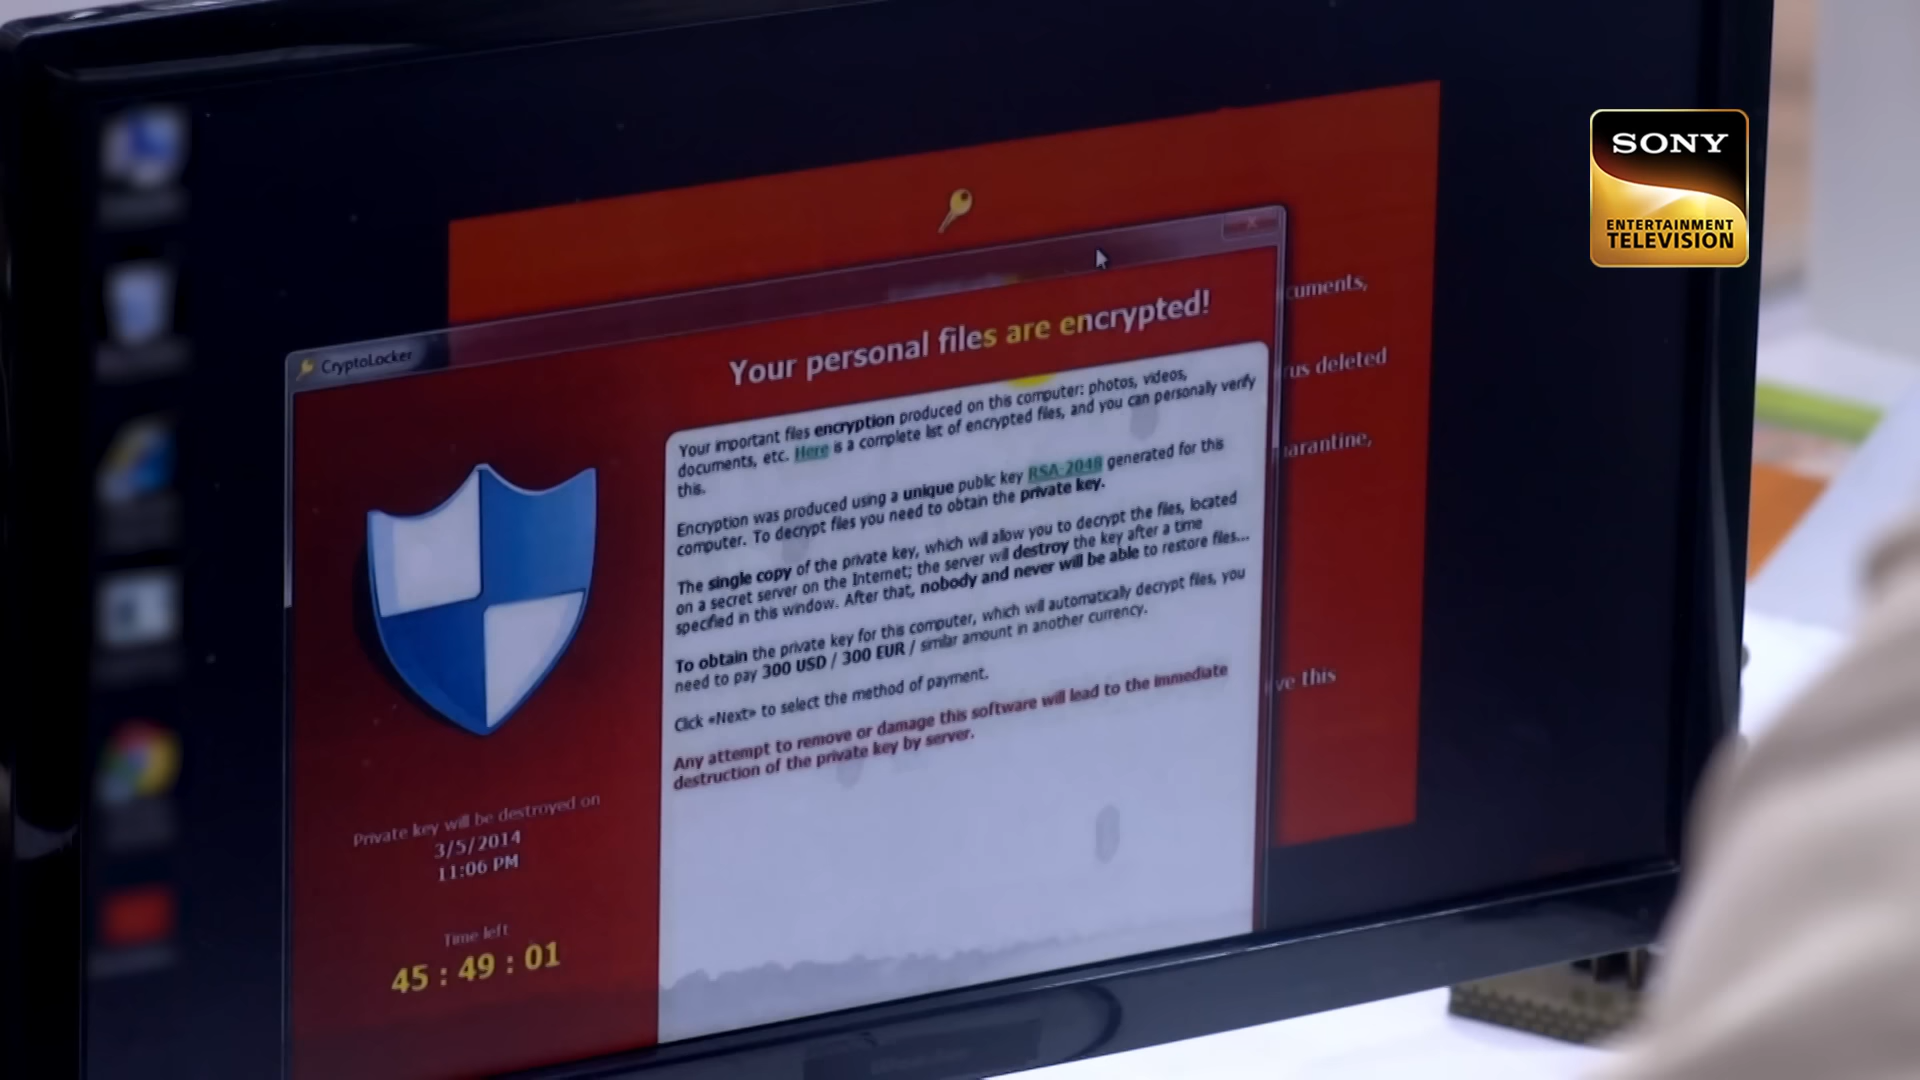 SONY
ENTERTAINMENT
TELEVISION
cuments,
rus deleted
arantine,
ve this
CryptoLocker
Your personal files are encrypted!
Your important files encryption produced on this computer: photos, videos,
documents, etc. Here is a complete list of encrypted files, and you can personally verify
this.
Encryption was produced using a unique public key RSA-2048 generated for this
computer. To decrypt files you need to obtain the private key.
The single copy of the private key, which will allow you to decrypt the files, located
on a secret server on the Internet; the server will destroy the key after a time
specified in this window. After that, nobody and never will be able to restore files...
To obtain the private key for this computer, which will automatically decrypt files, you
need to pay 300 USD / 300 EUR / similar amount in another currency.
Click «Next» to select the method of payment.
Any attempt to remove or damage this software will lead to the immediate
destruction of the private key by server.
Private key will be destroyed on
3/5/2014
11:06 PM
Time left
45 : 49 : 01